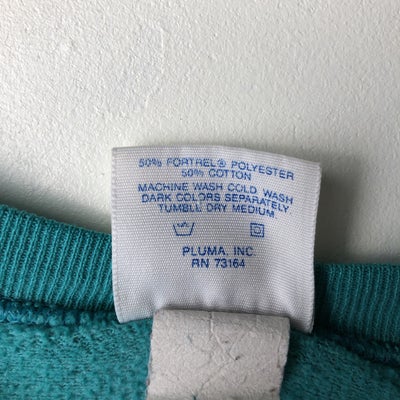 50% FORTREL® POLYESTER
50% COTTON
MACHINE WASH COLD WASH
DARK COLORS SEPARATELY
TUMBLE DRY MEDIUM
PLUMA, INC.
RN 73164